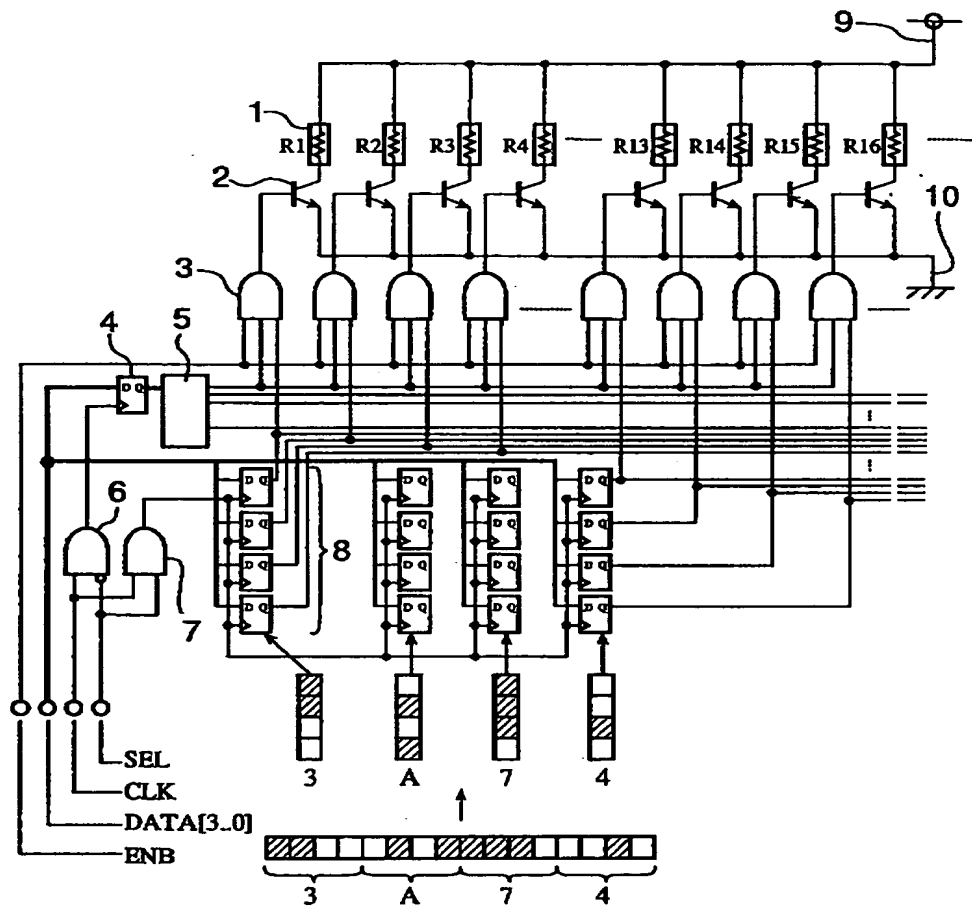 9
1
R1 R2 R3 R4 R13 R14 R15 R16
2
10
3
4 5
D Q
D Q D Q D Q D Q
6
D Q D Q D Q D Q
8
D Q D Q D Q D Q
7
D Q D Q D Q D Q
SEL
3 A 7 4
CLK
DATA[3..0]
ENB
3 A 7 4